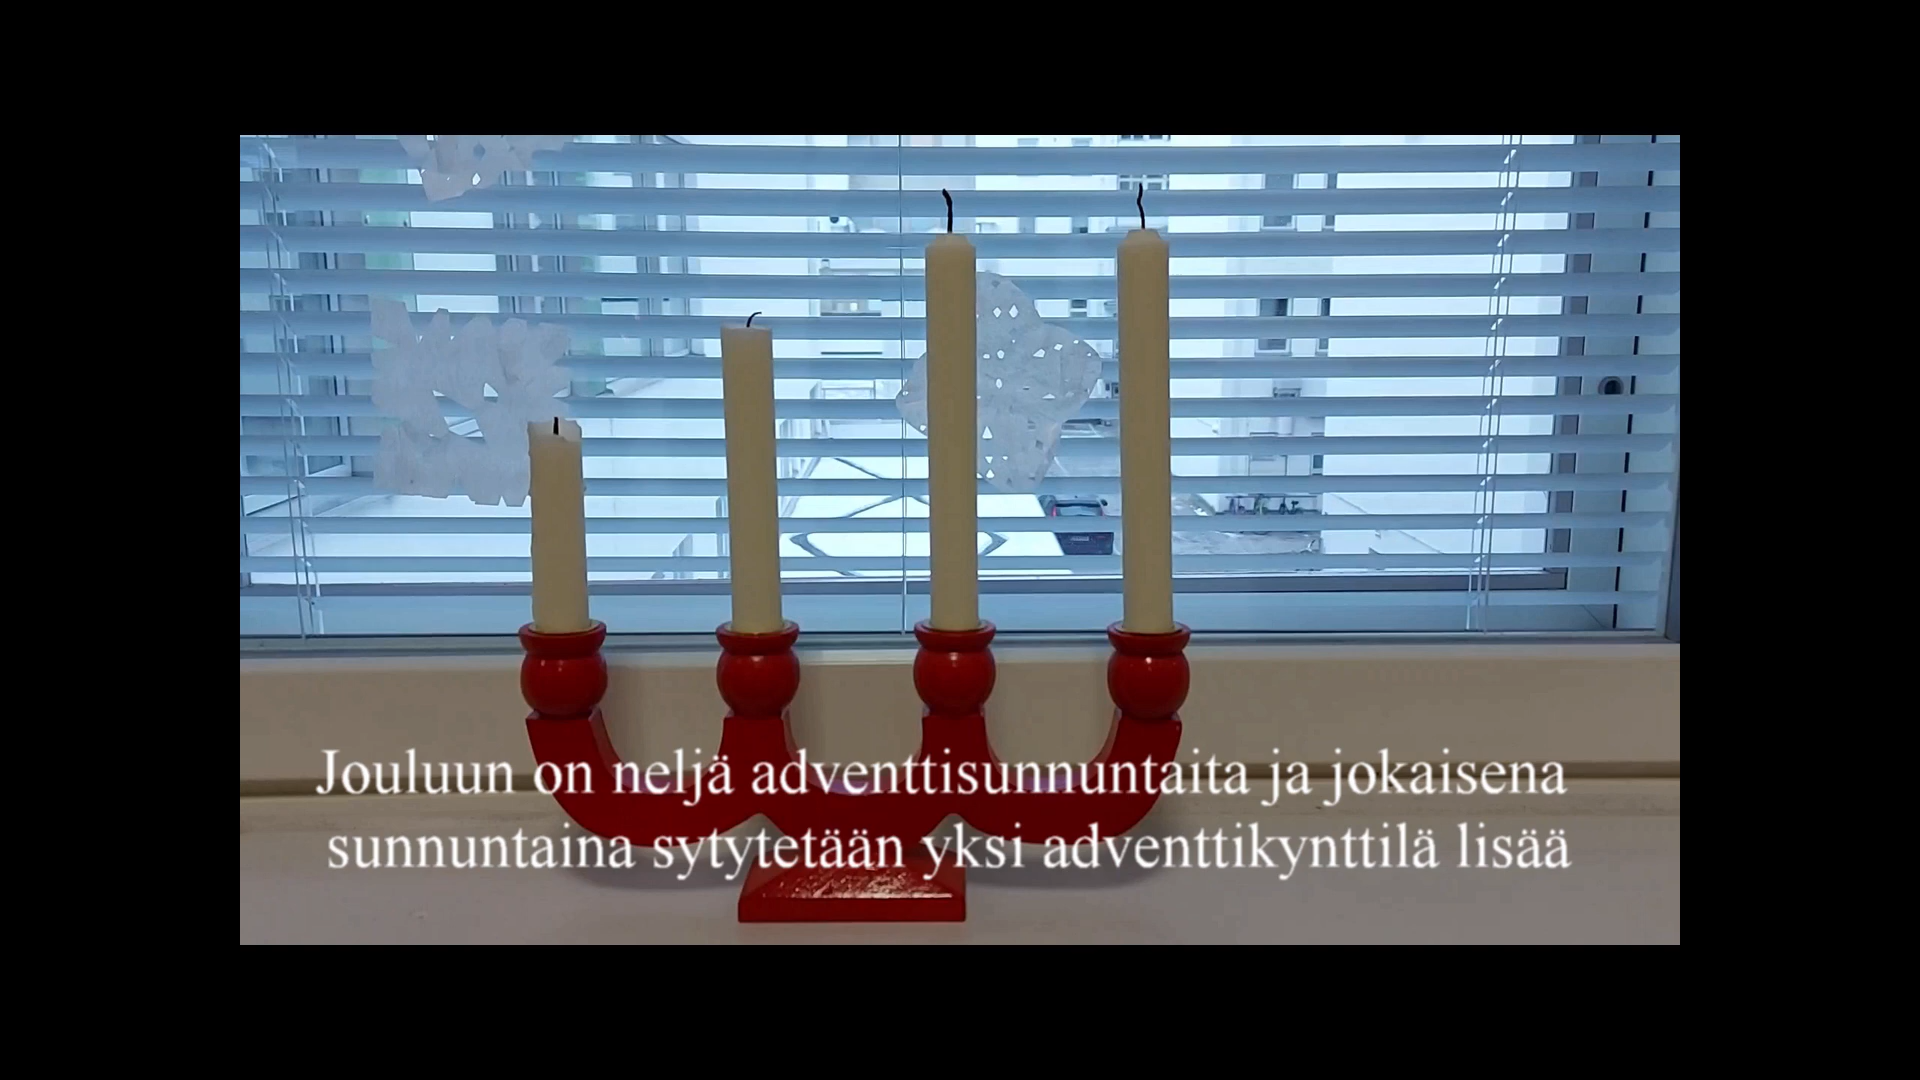 Jouluun on neljä adventtisunnuntaita ja jokaisena
sunnuntaina sytytetään yksi adventtikynttilä lisää